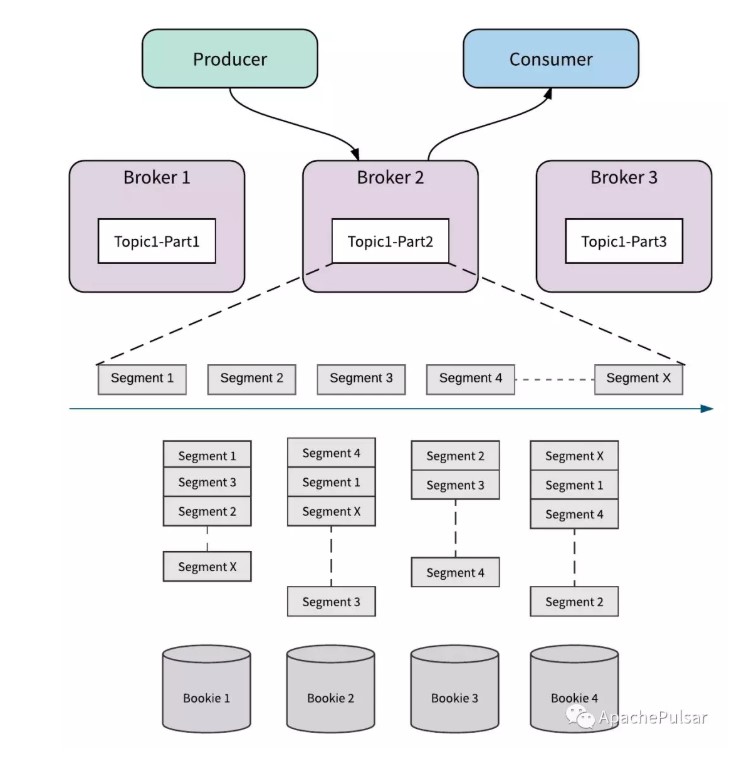 Producer
Consumer
Broker 1
Broker 2
Broker 3
Topic1-Part1
Topic1-Part2
Topic1-Part3
Segment 1
Segment 2
Segment 3
Segment 4
Segment X
Segment 1
Segment 3
Segment 2
Segment X
Segment 4
Segment 1
Segment X
Segment 3
Segment 2
Segment 3
Segment 4
Segment X
Segment 1
Segment 4
Segment 2
Bookie 1
Bookie 2
Bookie 3
Bookie 4
ApachePulsar